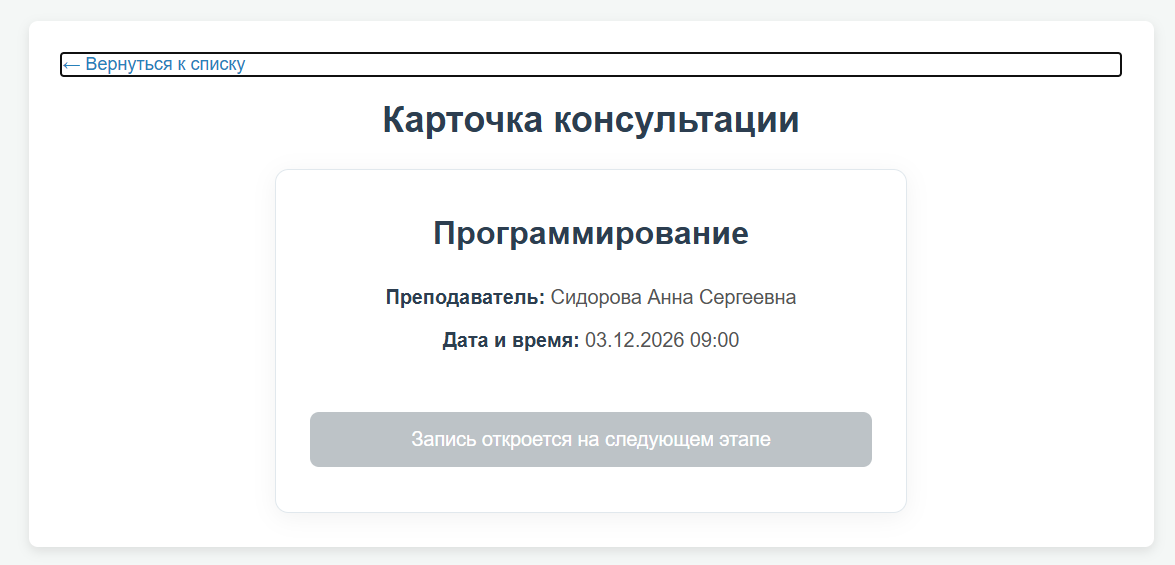 ← Вернуться к списку
Карточка консультации
Программирование
Преподаватель: Сидорова Анна Сергеевна
Дата и время: 03.12.2026 09:00
Запись откроется на следующем этапе